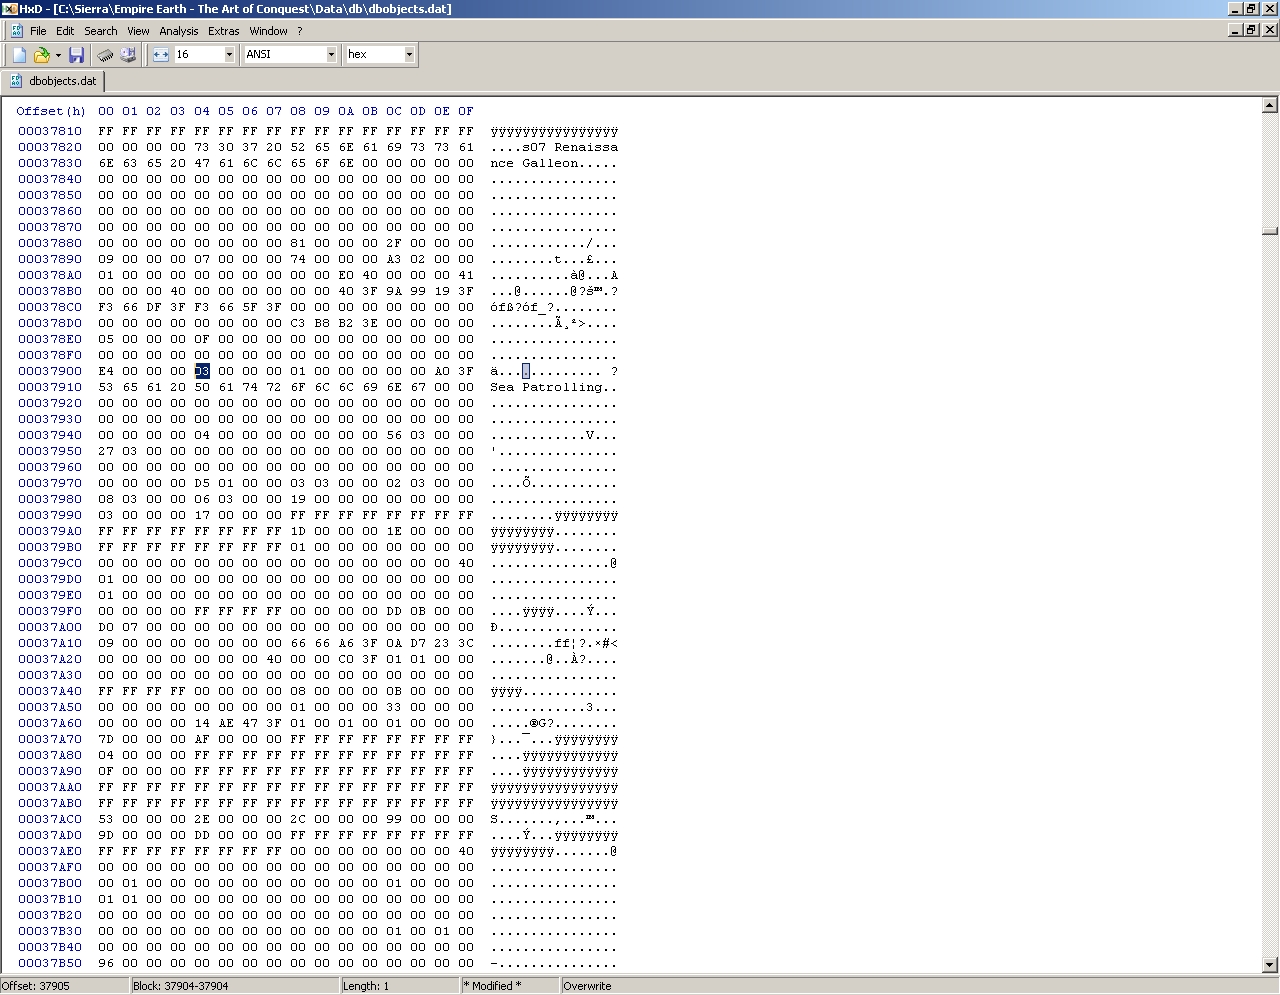 HxD - [C:\Sierra\Empire Earth - The Art of Conquest\Data\db\dbobjects.dat]
File Edit Search View Analysis Extras Window ?
16 ANSI hex
dbobjects.dat
Offset(h) 00 01 02 03 04 05 06 07 08 09 0A 0B 0C 0D 0E 0F
00037810 FF FF FF FF FF FF FF FF FF FF FF FF FF FF FF FF ÿÿÿÿÿÿÿÿÿÿÿÿÿÿÿÿ
00037820 00 00 00 00 73 30 37 20 52 65 6E 61 69 73 73 61 ....s07 Renaissa
00037830 6E 63 65 20 47 61 6C 6C 65 6F 6E 00 00 00 00 00 nce Galleon.....
00037840 00 00 00 00 00 00 00 00 00 00 00 00 00 00 00 00 ................
00037850 00 00 00 00 00 00 00 00 00 00 00 00 00 00 00 00 ................
00037860 00 00 00 00 00 00 00 00 00 00 00 00 00 00 00 00 ................
00037870 00 00 00 00 00 00 00 00 00 00 00 00 00 00 00 00 ................
00037880 00 00 00 00 00 00 00 00 81 00 00 00 2F 00 00 00 ............/...
00037890 09 00 00 00 07 00 00 00 74 00 00 00 A3 02 00 00 ........t...£...
000378A0 01 00 00 00 00 00 00 00 00 00 E0 40 00 00 00 41 ..........à@...A
000378B0 00 00 00 40 00 00 00 00 00 00 40 3F 9A 99 19 3F ...@......@?š™.?
000378C0 F3 66 DF 3F F3 66 5F 3F 00 00 00 00 00 00 00 00 ófß?óf_?........
000378D0 00 00 00 00 00 00 00 00 C3 B8 B2 3E 00 00 00 00 ........Ã¸²>....
000378E0 05 00 00 00 0F 00 00 00 00 00 00 00 00 00 00 00 ................
000378F0 00 00 00 00 00 00 00 00 00 00 00 00 00 00 00 00 ................
00037900 E4 00 00 00 03 00 00 00 01 00 00 00 00 00 A0 3F ä............. ?
00037910 53 65 61 20 50 61 74 72 6F 6C 6C 69 6E 67 00 00 Sea Patrolling..
00037920 00 00 00 00 00 00 00 00 00 00 00 00 00 00 00 00 ................
00037930 00 00 00 00 00 00 00 00 00 00 00 00 00 00 00 00 ................
00037940 00 00 00 00 04 00 00 00 00 00 00 00 56 03 00 00 ............V...
00037950 27 03 00 00 00 00 00 00 00 00 00 00 00 00 00 00 '...............
00037960 00 00 00 00 00 00 00 00 00 00 00 00 00 00 00 00 ................
00037970 00 00 00 00 D5 01 00 00 03 03 00 00 02 03 00 00 ....Õ...........
00037980 08 03 00 00 06 03 00 00 19 00 00 00 00 00 00 00 ................
00037990 03 00 00 00 17 00 00 00 FF FF FF FF FF FF FF FF ........ÿÿÿÿÿÿÿÿ
000379A0 FF FF FF FF FF FF FF FF 1D 00 00 00 1E 00 00 00 ÿÿÿÿÿÿÿÿ........
000379B0 FF FF FF FF FF FF FF FF 01 00 00 00 00 00 00 00 ÿÿÿÿÿÿÿÿ........
000379C0 00 00 00 00 00 00 00 00 00 00 00 00 00 00 00 40 ...............@
000379D0 01 00 00 00 00 00 00 00 00 00 00 00 00 00 00 00 ................
000379E0 01 00 00 00 00 00 00 00 00 00 00 00 00 00 00 00 ................
000379F0 00 00 00 00 FF FF FF FF 00 00 00 00 DD 0B 00 00 ....ÿÿÿÿ....Ý...
00037A00 D0 07 00 00 00 00 00 00 00 00 00 00 00 00 00 00 Ð...............
00037A10 09 00 00 00 00 00 00 00 66 66 A6 3F 0A D7 23 3C ........ff¦?.×#<
00037A20 00 00 00 00 00 00 00 40 00 00 C0 3F 01 01 00 00 .......@..À?....
00037A30 00 00 00 00 00 00 00 00 00 00 00 00 00 00 00 00 ................
00037A40 FF FF FF FF 00 00 00 00 08 00 00 00 0B 00 00 00 ÿÿÿÿ............
00037A50 00 00 00 00 00 00 00 00 01 00 00 00 33 00 00 00 ............3...
00037A60 00 00 00 00 14 AE 47 3F 01 00 01 00 01 00 00 00 .....®G?........
00037A70 7D 00 00 00 AF 00 00 00 FF FF FF FF FF FF FF FF }...¯...ÿÿÿÿÿÿÿÿ
00037A80 04 00 00 00 FF FF FF FF FF FF FF FF FF FF FF FF ....ÿÿÿÿÿÿÿÿÿÿÿÿ
00037A90 0F 00 00 00 FF FF FF FF FF FF FF FF FF FF FF FF ....ÿÿÿÿÿÿÿÿÿÿÿÿ
00037AA0 FF FF FF FF FF FF FF FF FF FF FF FF FF FF FF FF ÿÿÿÿÿÿÿÿÿÿÿÿÿÿÿÿ
00037AB0 FF FF FF FF FF FF FF FF FF FF FF FF FF FF FF FF ÿÿÿÿÿÿÿÿÿÿÿÿÿÿÿÿ
00037AC0 53 00 00 00 2E 00 00 00 2C 00 00 00 99 00 00 00 S.......,...™...
00037AD0 9D 00 00 00 DD 00 00 00 FF FF FF FF FF FF FF FF ....Ý...ÿÿÿÿÿÿÿÿ
00037AE0 FF FF FF FF FF FF FF FF 00 00 00 00 00 00 00 40 ÿÿÿÿÿÿÿÿ.......@
00037AF0 00 00 00 00 00 00 00 00 00 00 00 00 00 00 00 00 ................
00037B00 00 01 00 00 00 00 00 00 00 00 00 00 01 00 00 00 ................
00037B10 01 01 00 00 00 00 00 00 00 00 00 00 00 00 00 00 ................
00037B20 00 00 00 00 00 00 00 00 00 00 00 00 00 00 00 00 ................
00037B30 00 00 00 00 00 00 00 00 00 00 00 00 01 00 01 00 ................
00037B40 00 00 00 00 00 00 00 00 00 00 00 00 00 00 00 00 ................
00037B50 96 00 00 00 00 00 00 00 00 00 00 00 00 00 00 00 –...............
Offset: 37905 Block: 37904-37904 Length: 1 * Modified * Overwrite